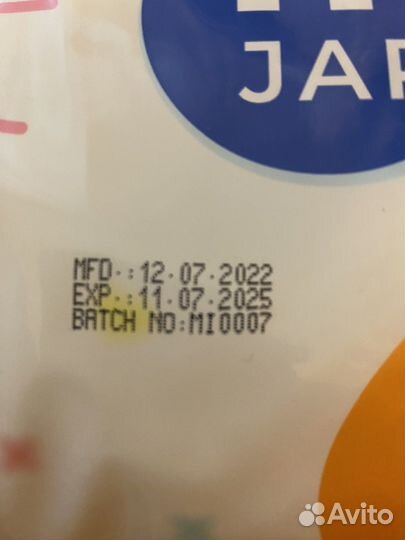 JAP
MFD.:12.07.2022
EXP.:11.07.2025
BATCH NO:MI0007
Avito